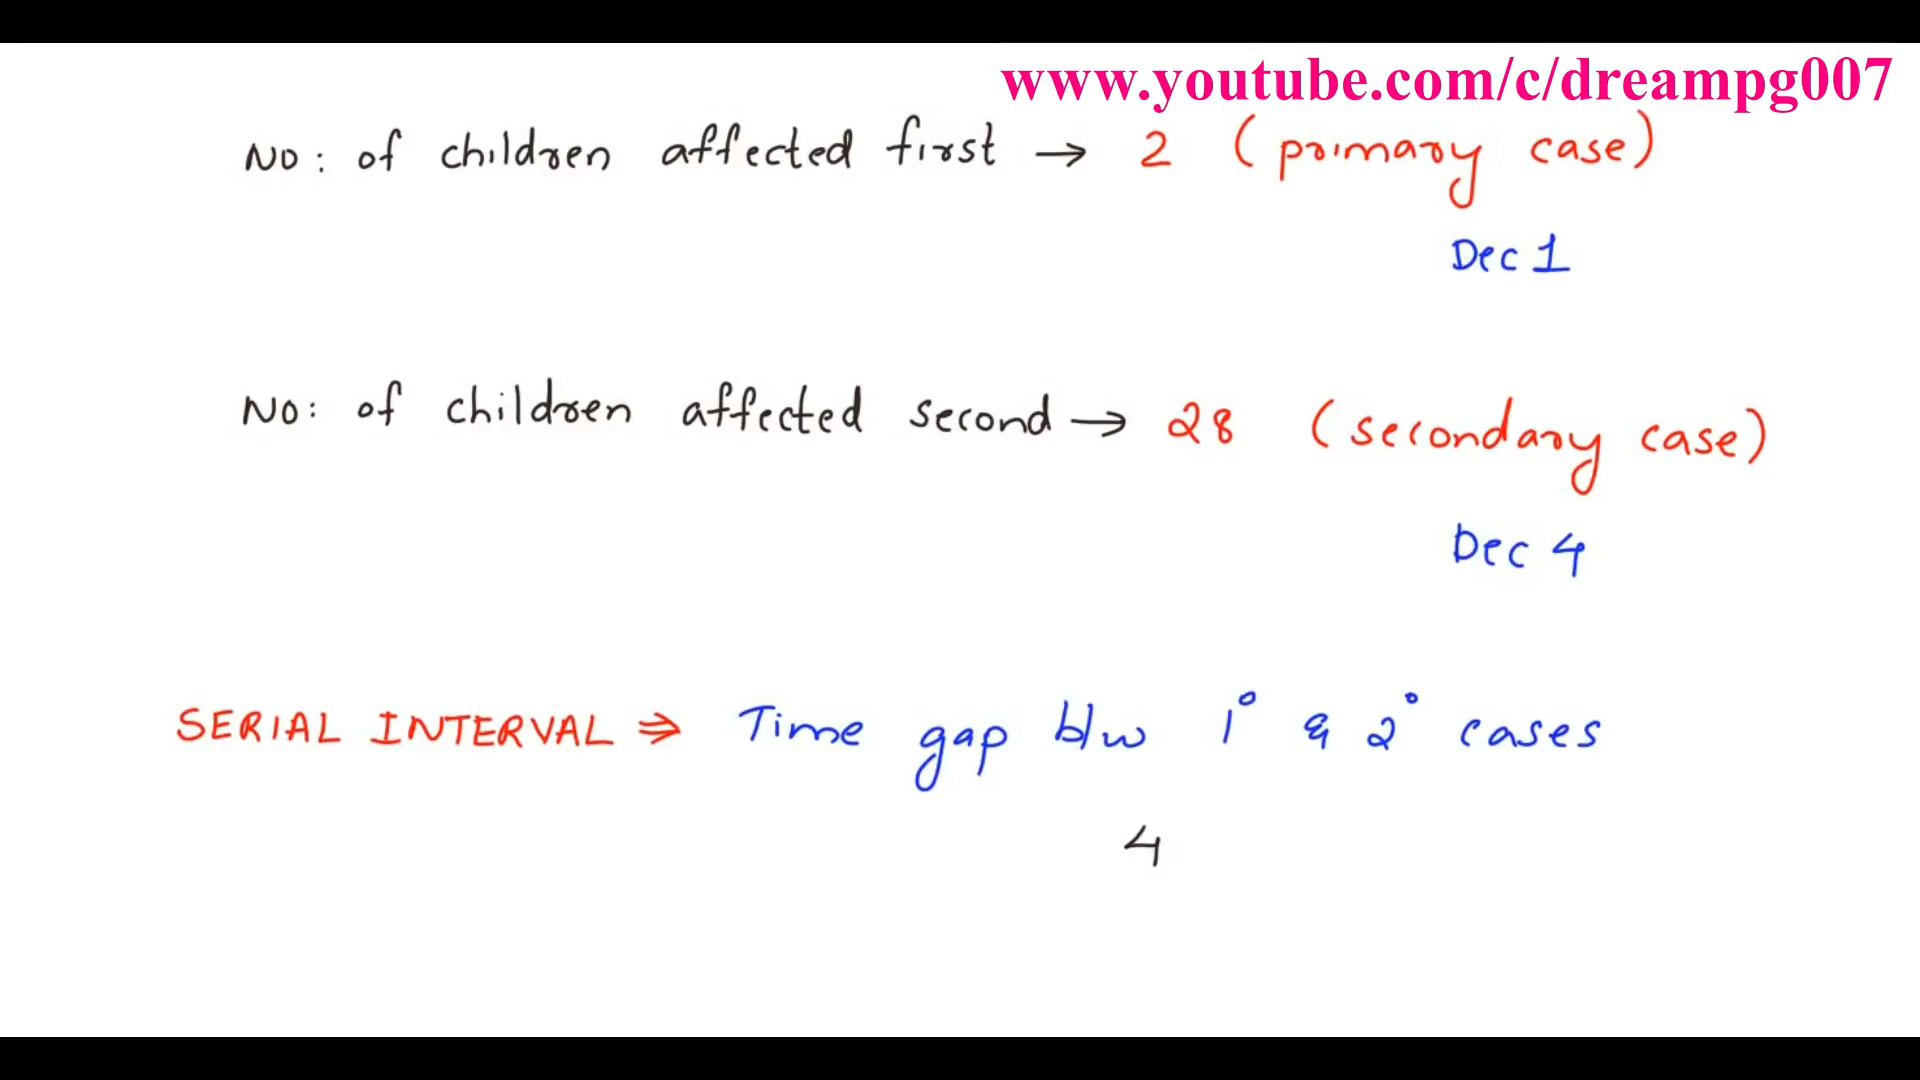 www.youtube.com/c/dreampg007
NO: of children affected first → 2 (primary case)
Dec 1
NO: of children affected second → 28 (secondary case)
Dec 4
SERIAL INTERVAL ⇒ Time gap b/w 1° & 2° cases
4